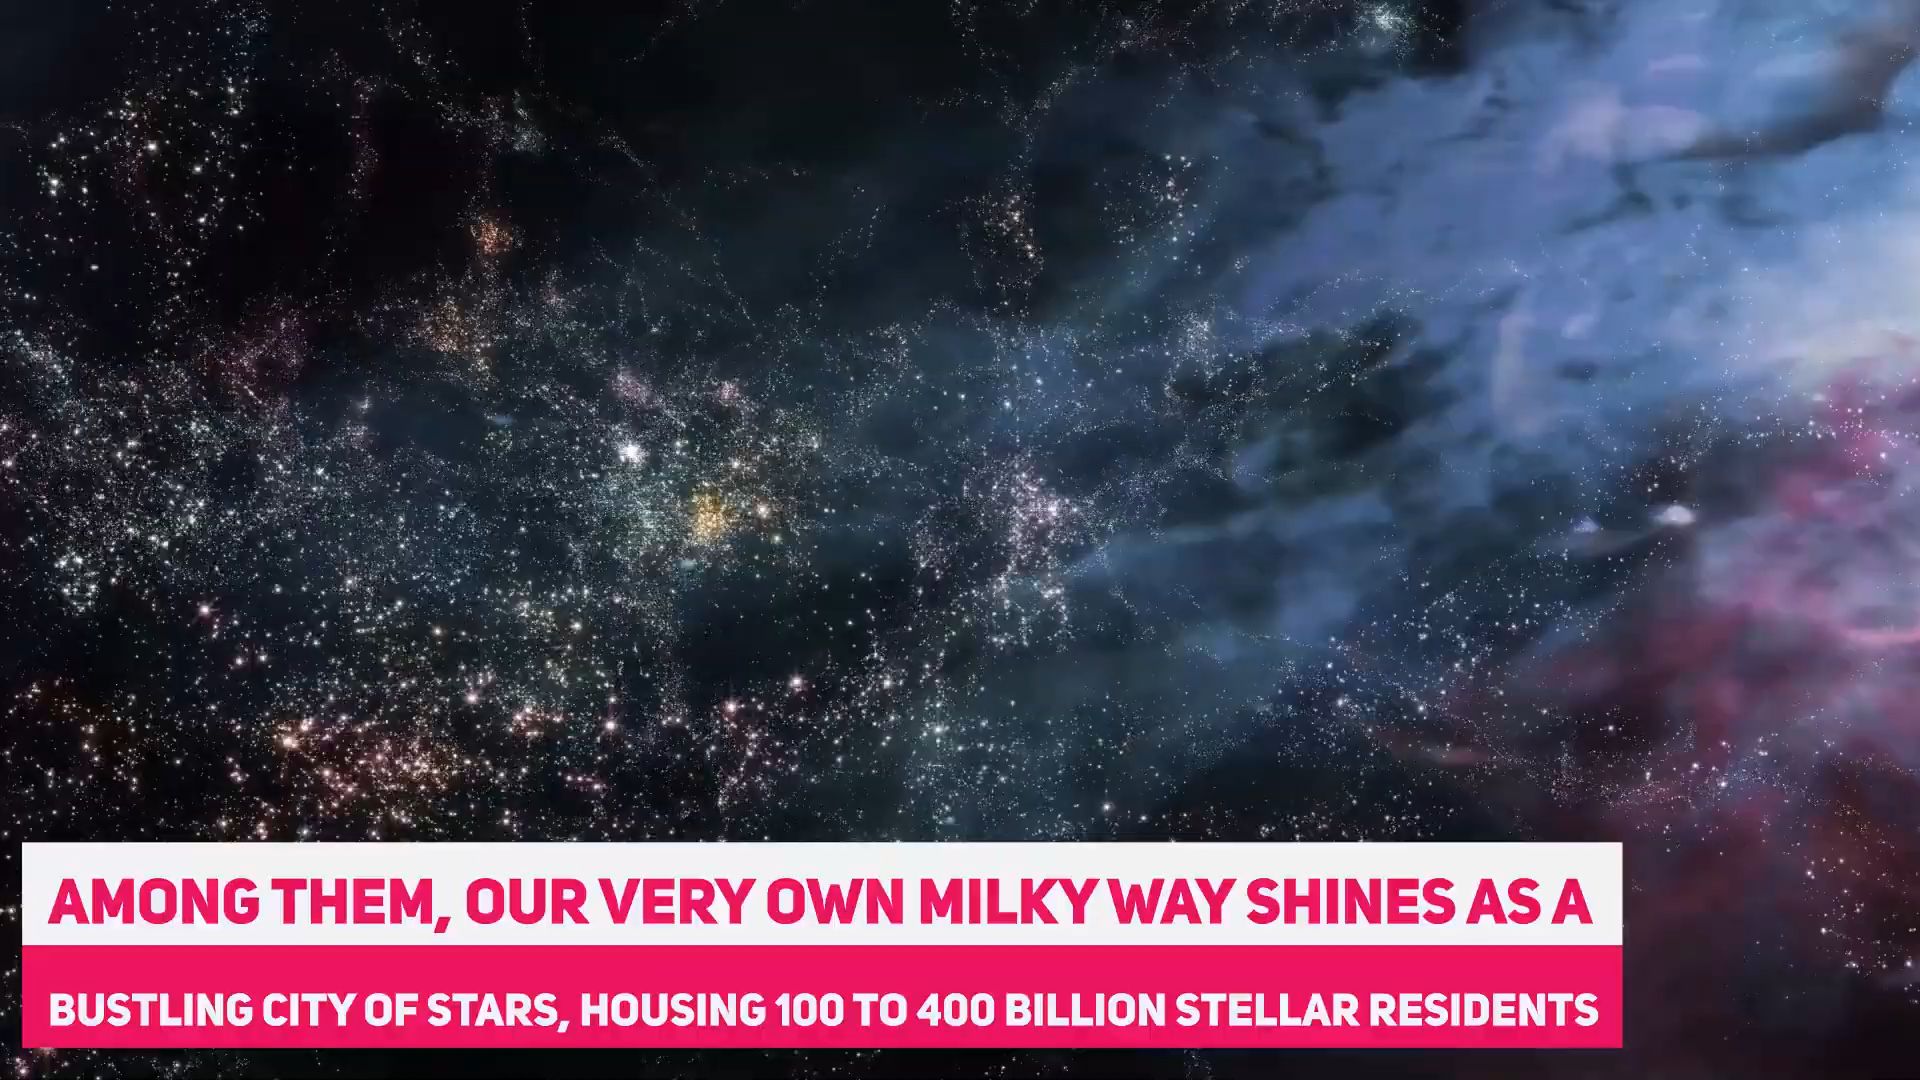 AMONG THEM, OUR VERY OWN MILKY WAY SHINES AS A
BUSTLING CITY OF STARS, HOUSING 100 TO 400 BILLION STELLAR RESIDENTS